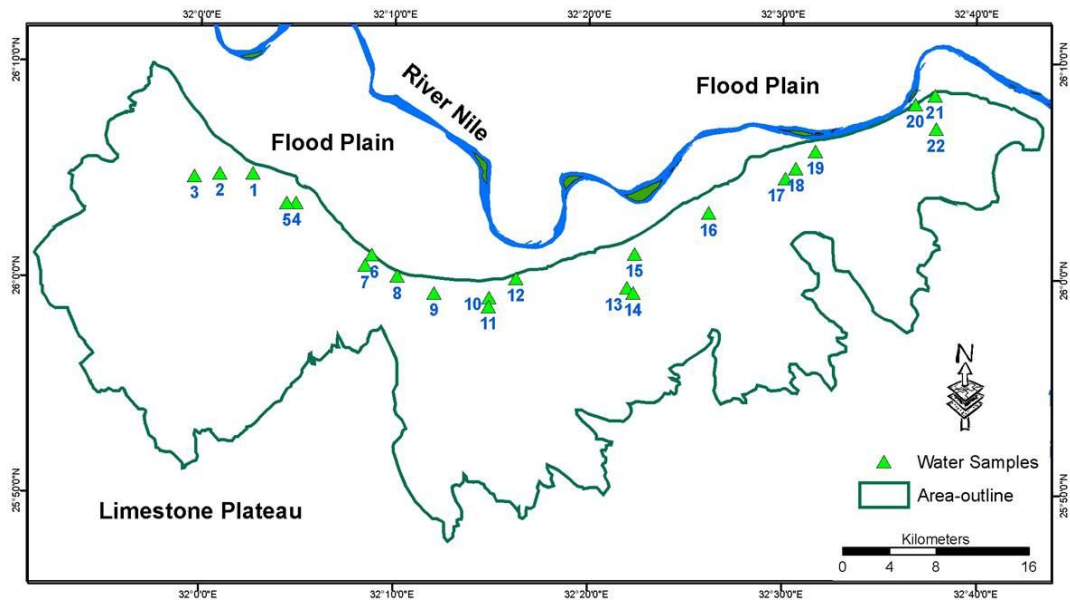 32°0'0"E 32°10'0"E 32°20'0"E 32°30'0"E 32°40'0"E
26°10'0"N 26°10'0"N
River Nile
Flood Plain
Flood Plain
20 21
22
3 2 1
54
19
17 18
16
6
7
8
15
26°0'0"N 26°0'0"N
9
10
11
12
13 14
N
Water Samples
Area-outline
25°50'0"N 25°50'0"N
Limestone Plateau
Kilometers
0 4 8 16
32°0'0"E 32°10'0"E 32°20'0"E 32°30'0"E 32°40'0"E